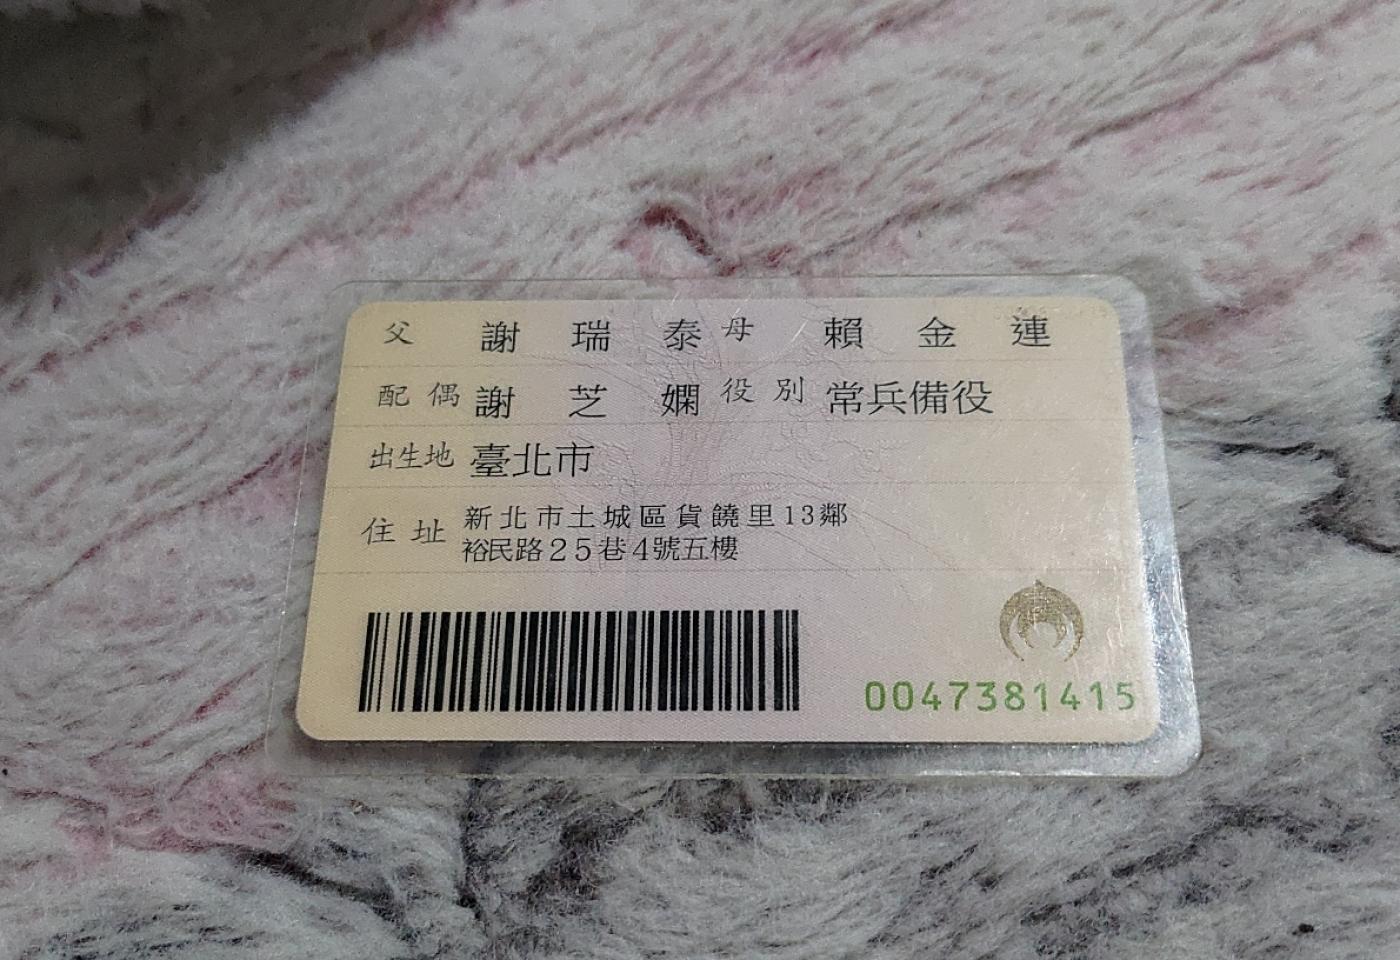 父 謝瑞泰 母 賴金連
配偶 謝芝嫻 役別 常兵備役
出生地 臺北市
住址 新北市土城區貨饒里13鄰
裕民路25巷4號五樓
0047381415